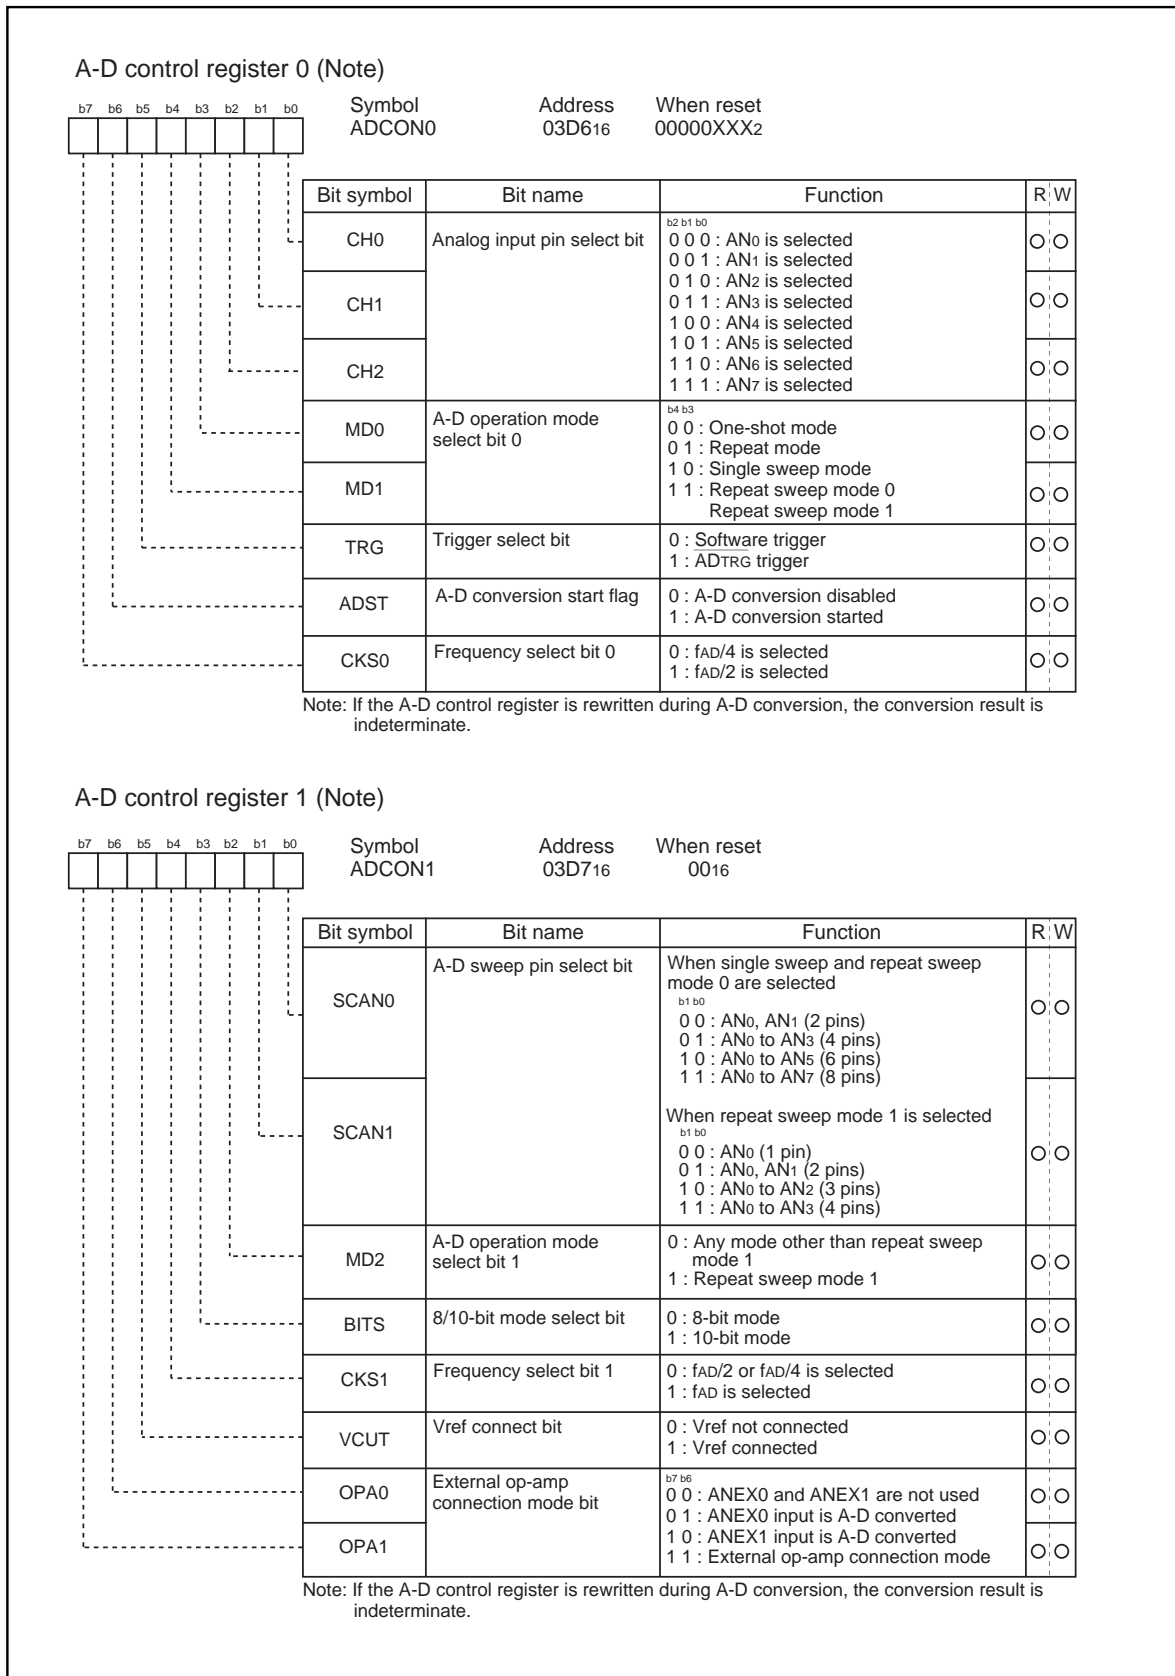 A-D control register 0 (Note)
b7 b6 b5 b4 b3 b2 b1 b0
Symbol Address When reset
ADCON0 03D616 00000XXX2
Bit symbol Bit name Function R W
CH0 Analog input pin select bit
b2 b1 b0
0 0 0 : AN0 is selected
0 0 1 : AN1 is selected
0 1 0 : AN2 is selected
CH1
0 1 1 : AN3 is selected
1 0 0 : AN4 is selected
1 0 1 : AN5 is selected
CH2
1 1 0 : AN6 is selected
1 1 1 : AN7 is selected
MD0 A-D operation mode
select bit 0
b4 b3
0 0 : One-shot mode
0 1 : Repeat mode
MD1
1 0 : Single sweep mode
1 1 : Repeat sweep mode 0
Repeat sweep mode 1
TRG Trigger select bit
0 : Software trigger
1 : ADTRG trigger
ADST A-D conversion start flag
0 : A-D conversion disabled
1 : A-D conversion started
CKS0 Frequency select bit 0
0 : fAD/4 is selected
1 : fAD/2 is selected
Note: If the A-D control register is rewritten during A-D conversion, the conversion result is
indeterminate.
A-D control register 1 (Note)
b7 b6 b5 b4 b3 b2 b1 b0
Symbol Address When reset
ADCON1 03D716 0016
Bit symbol Bit name Function R W
SCAN0 A-D sweep pin select bit
When single sweep and repeat sweep
mode 0 are selected
b1 b0
0 0 : AN0, AN1 (2 pins)
0 1 : AN0 to AN3 (4 pins)
1 0 : AN0 to AN5 (6 pins)
1 1 : AN0 to AN7 (8 pins)
SCAN1
When repeat sweep mode 1 is selected
b1 b0
0 0 : AN0 (1 pin)
0 1 : AN0, AN1 (2 pins)
1 0 : AN0 to AN2 (3 pins)
1 1 : AN0 to AN3 (4 pins)
MD2 A-D operation mode
select bit 1
0 : Any mode other than repeat sweep
mode 1
1 : Repeat sweep mode 1
BITS 8/10-bit mode select bit
0 : 8-bit mode
1 : 10-bit mode
CKS1 Frequency select bit 1
0 : fAD/2 or fAD/4 is selected
1 : fAD is selected
VCUT Vref connect bit
0 : Vref not connected
1 : Vref connected
OPA0 External op-amp
connection mode bit
b7 b6
0 0 : ANEX0 and ANEX1 are not used
0 1 : ANEX0 input is A-D converted
OPA1
1 0 : ANEX1 input is A-D converted
1 1 : External op-amp connection mode
Note: If the A-D control register is rewritten during A-D conversion, the conversion result is
indeterminate.